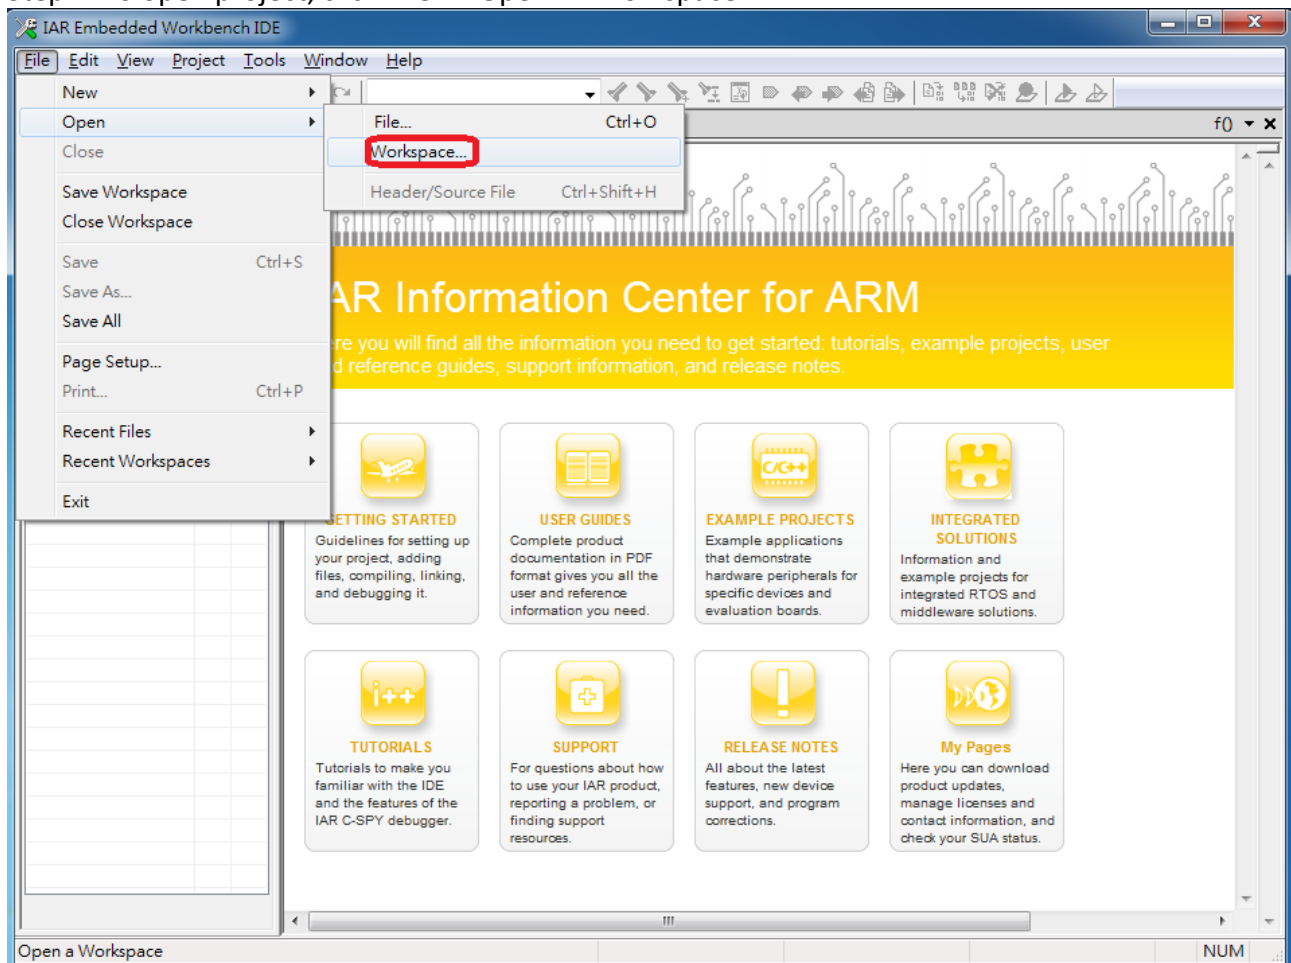 IAR Embedded Workbench IDE
File Edit View Project Tools Window Help
New
Open
Close
Save Workspace
Close Workspace
Save Ctrl+S
Save As...
Save All
Page Setup...
Print... Ctrl+P
Recent Files
Recent Workspaces
Exit
File... Ctrl+O
Workspace...
Header/Source File Ctrl+Shift+H
f()
AR Information Center for ARM
re you will find all the information you need to get started: tutorials, example projects, user
d reference guides, support information, and release notes.
C/C++
GETTING STARTED
Guidelines for setting up
your project, adding
files, compiling, linking,
and debugging it.
USER GUIDES
Complete product
documentation in PDF
format gives you all the
user and reference
information you need.
EXAMPLE PROJECTS
Example applications
that demonstrate
hardware peripherals for
specific devices and
evaluation boards.
INTEGRATED
SOLUTIONS
Information and
example projects for
integrated RTOS and
middleware solutions.
i++
TUTORIALS
Tutorials to make you
familiar with the IDE
and the features of the
IAR C-SPY debugger.
SUPPORT
For questions about how
to use your IAR product,
reporting a problem, or
finding support
resources.
RELEASE NOTES
All about the latest
features, new device
support, and program
corrections.
My Pages
Here you can download
product updates,
manage licenses and
contact information, and
check your SUA status.
Open a Workspace
NUM